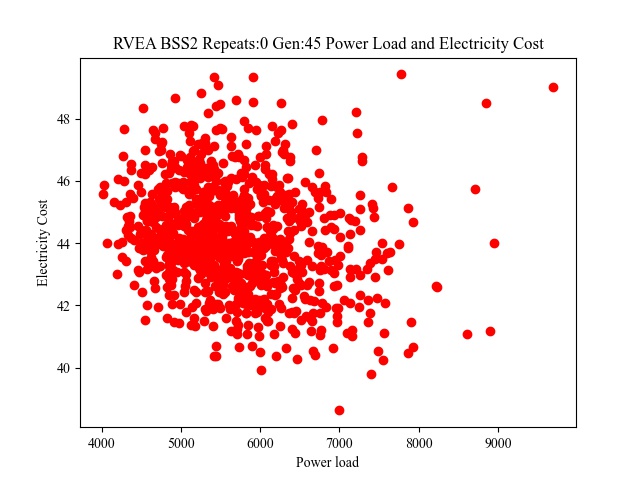 RVEA BSS2 Repeats:0 Gen:45 Power Load and Electricity Cost
48
46
44
42
40
Electricity Cost
4000 5000 6000 7000 8000 9000
Power load